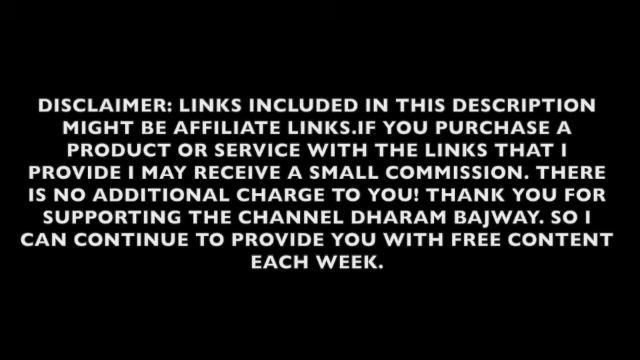 DISCLAIMER: LINKS INCLUDED IN THIS DESCRIPTION
MIGHT BE AFFILIATE LINKS.IF YOU PURCHASE A
PRODUCT OR SERVICE WITH THE LINKS THAT I
PROVIDE I MAY RECEIVE A SMALL COMMISSION. THERE
IS NO ADDITIONAL CHARGE TO YOU! THANK YOU FOR
SUPPORTING THE CHANNEL DHARAM BAJWAY. SO I
CAN CONTINUE TO PROVIDE YOU WITH FREE CONTENT
EACH WEEK.